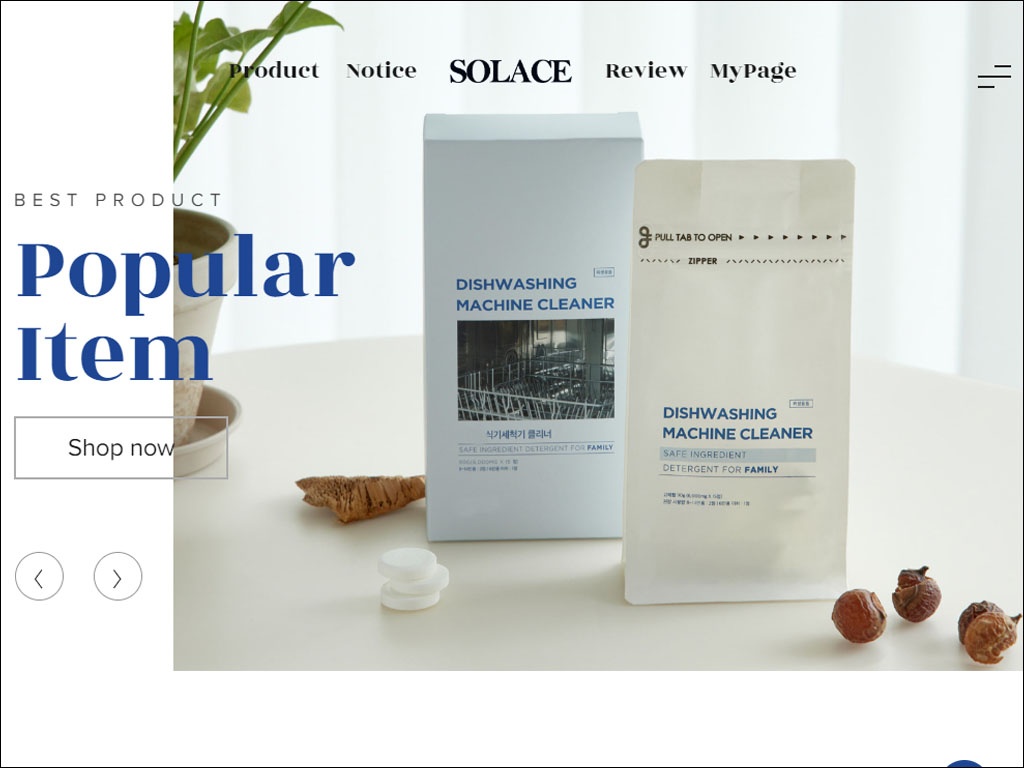 Product
Notice
SOLACE
Review
MyPage
BEST PRODUCT
Popular
Item
Shop now
DISHWASHING
MACHINE CLEANER
식기세척기 클리너
SAFE INGREDIENT DETERGENT FOR FAMILY
PULL TAB TO OPEN
ZIPPER
DISHWASHING
MACHINE CLEANER
SAFE INGREDIENT
DETERGENT FOR FAMILY